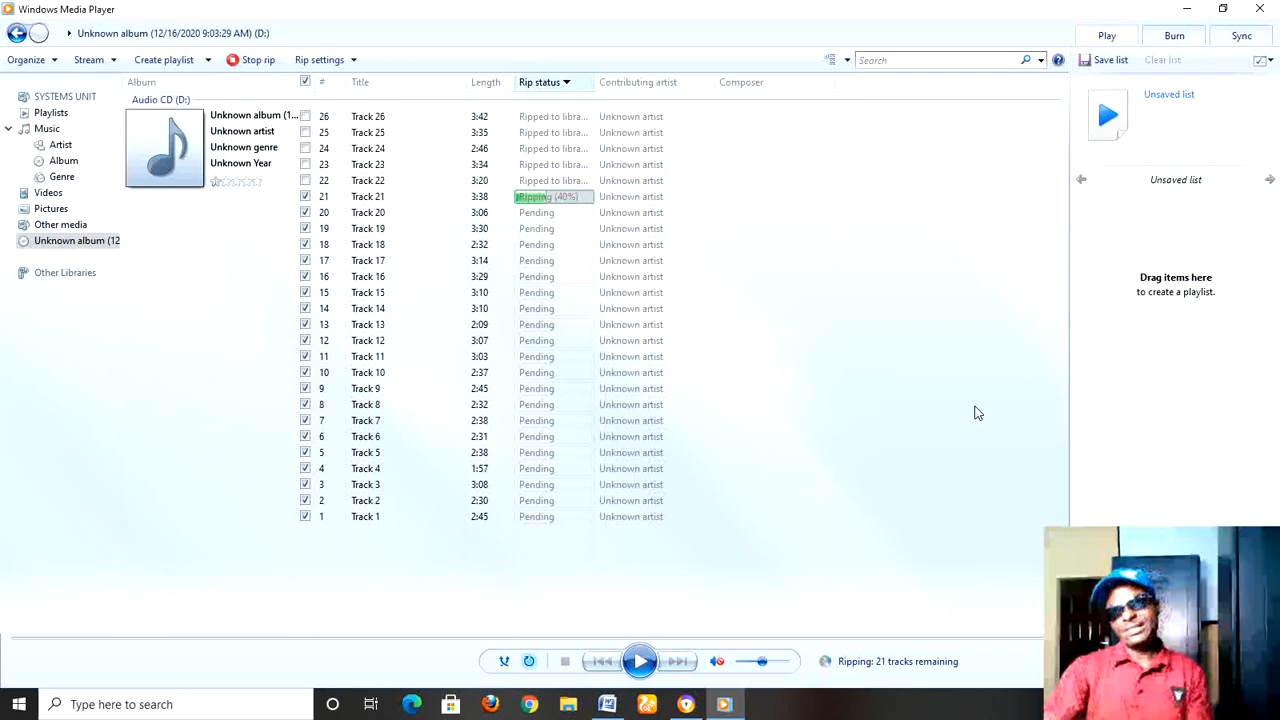 Windows Media Player
Unknown album (12/16/2020 9:03:29 AM) (D:)
Play Burn Sync
Organize Stream Create playlist Stop rip Rip settings Search Save list Clear list
Album # Title Length Rip status Contributing artist Composer
Audio CD (D:)
SYSTEMS UNIT
Playlists
Music
Artist
Album
Genre
Videos
Pictures
Other media
Unknown album (12
Other Libraries
Unknown album (1...
Unknown artist
Unknown genre
Unknown Year
26 Track 26 3:42 Ripped to libra... Unknown artist
25 Track 25 3:35 Ripped to libra... Unknown artist
24 Track 24 2:46 Ripped to libra... Unknown artist
23 Track 23 3:34 Ripped to libra... Unknown artist
22 Track 22 3:20 Ripped to libra... Unknown artist
21 Track 21 3:38 Ripping (40%) Unknown artist
20 Track 20 3:06 Pending Unknown artist
19 Track 19 3:30 Pending Unknown artist
18 Track 18 2:32 Pending Unknown artist
17 Track 17 3:14 Pending Unknown artist
16 Track 16 3:29 Pending Unknown artist
15 Track 15 3:10 Pending Unknown artist
14 Track 14 3:10 Pending Unknown artist
13 Track 13 2:09 Pending Unknown artist
12 Track 12 3:07 Pending Unknown artist
11 Track 11 3:03 Pending Unknown artist
10 Track 10 2:37 Pending Unknown artist
9 Track 9 2:45 Pending Unknown artist
8 Track 8 2:32 Pending Unknown artist
7 Track 7 2:38 Pending Unknown artist
6 Track 6 2:31 Pending Unknown artist
5 Track 5 2:38 Pending Unknown artist
4 Track 4 1:57 Pending Unknown artist
3 Track 3 3:08 Pending Unknown artist
2 Track 2 2:30 Pending Unknown artist
1 Track 1 2:45 Pending Unknown artist
Unsaved list
Unsaved list
Drag items here
to create a playlist.
Ripping: 21 tracks remaining
Type here to search